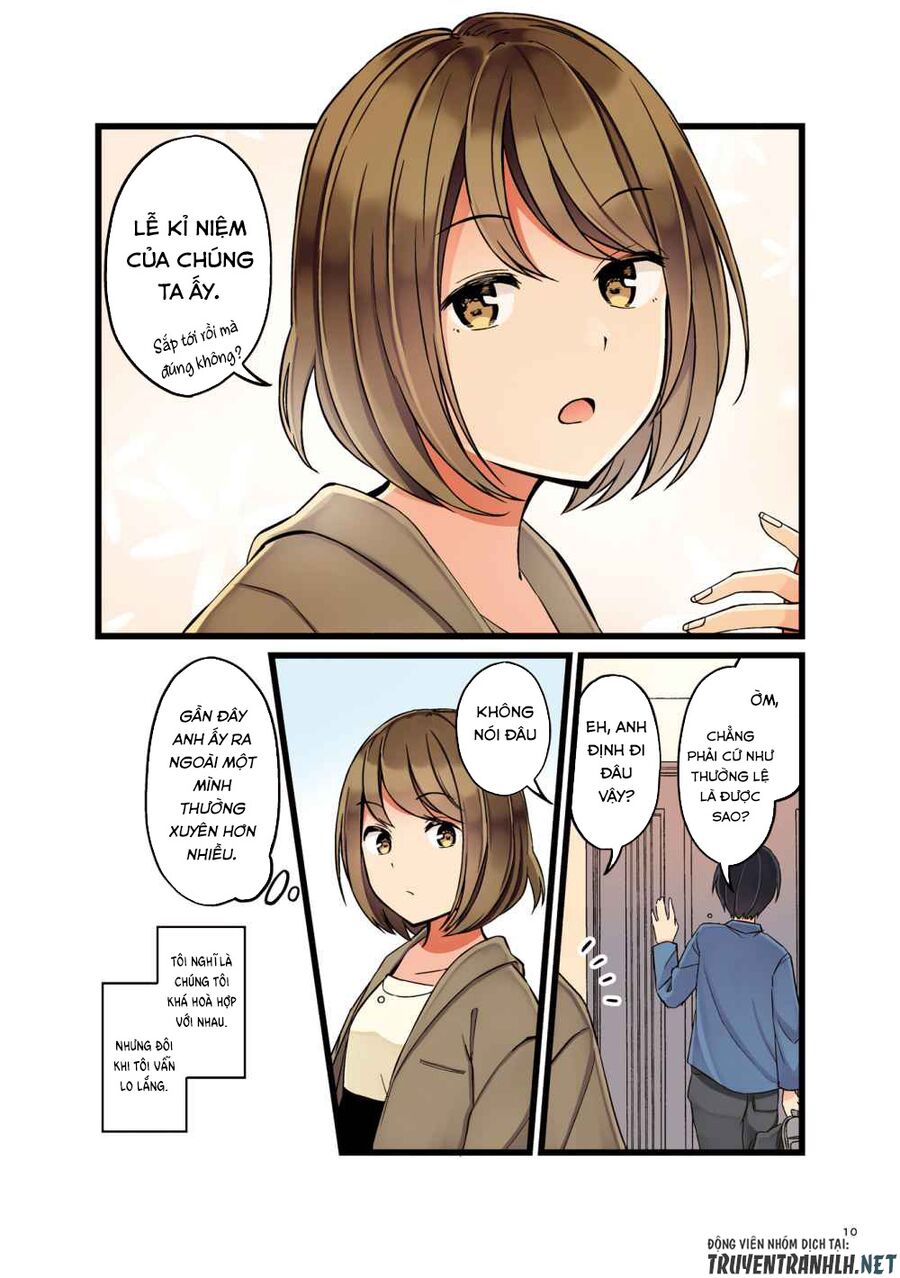 LỄ KỈ NIỆM
CỦA CHÚNG
TA ẤY.
Sắp tới rồi mà
đúng không?
ỜM,
CHẲNG
PHẢI CỨ NHƯ
THƯỜNG LỆ
LÀ ĐƯỢC
SAO?
EH, ANH
ĐỊNH ĐI
ĐÂU
VẬY?
KHÔNG
NÓI ĐÂU
GẦN ĐÂY
ANH ẤY RA
NGOÀI MỘT
MÌNH
THƯỜNG
XUYÊN HƠN
NHIỀU.
TÔI NGHĨ LÀ
CHÚNG TÔI
KHÁ HOÀ HỢP
VỚI NHAU.
NHƯNG ĐÔI
KHI TÔI VẪN
LO LẮNG.
10
ĐỘNG VIÊN NHÓM DỊCH TẠI:
TRUYENTRANHLH.NET